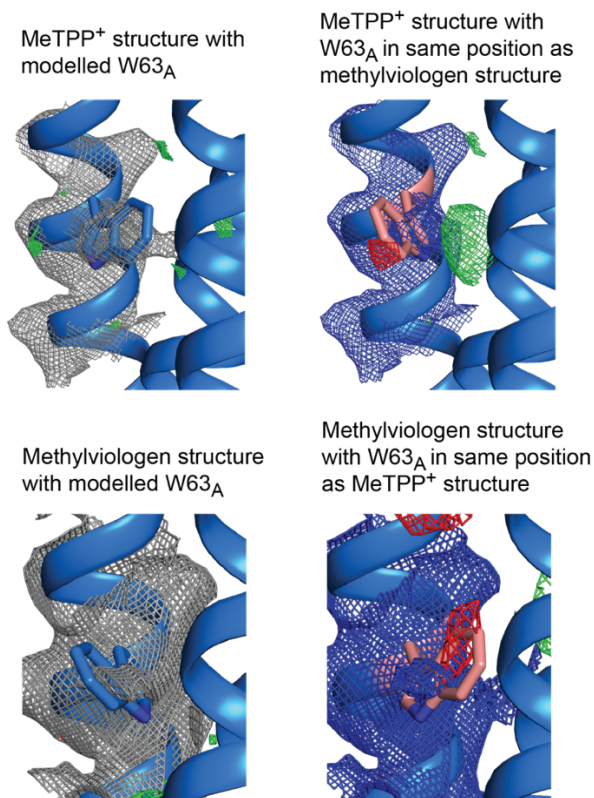 MeTPP⁺ structure with
modelled W63A
MeTPP⁺ structure with
W63A in same position as
methylviologen structure
Methylviologen structure
with modelled W63A
Methylviologen structure
with W63A in same position
as MeTPP⁺ structure